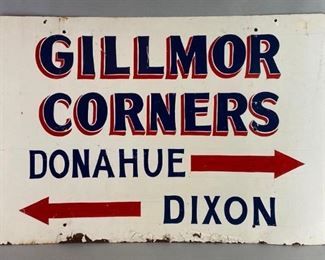 GILLMOR
CORNERS
DONAHUE
DIXON